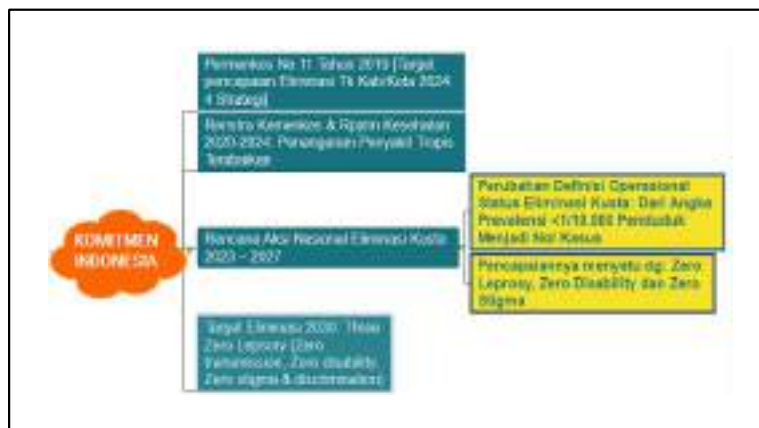 Permenkes No 11 Tahun 2019 [Target
pencapaian Eliminasi Tk Kab/Kota 2024
4 Strategi]
Renstra Kemenkes & Rpjmn Kesehatan
2020-2024: Penanganan Penyakit Tropis
Terabaikan
KOMITMEN
INDONESIA
Rencana Aksi Nasional Eliminasi Kusta
2023 – 2027
Perubahan Definisi Operasional
Status Eliminasi Kusta: Dari Angka
Prevalensi <1/10.000 Penduduk
Menjadi Nol Kasus
Pencapaiannya menyatu dg: Zero
Leprosy, Zero Disability dan Zero
Stigma
Target Eliminasi 2030: Three
Zero Leprosy (Zero
transmission, Zero disability,
Zero stigma & discrimination)